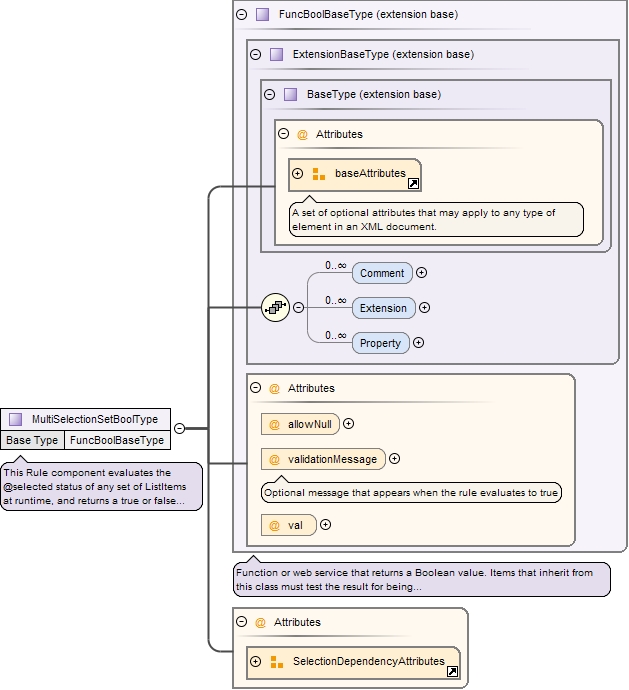 FuncBoolBaseType (extension base)
ExtensionBaseType (extension base)
BaseType (extension base)
@ Attributes
baseAttributes
A set of optional attributes that may apply to any type of
element in an XML document.
0..∞
Comment
0..∞
Extension
0..∞
Property
@ Attributes
@ allowNull
@ validationMessage
Optional message that appears when the rule evaluates to true
@ val
MultiSelectionSetBoolType
Base Type FuncBoolBaseType
This Rule component evaluates the
@selected status of any set of ListItems
at runtime, and returns a true or false...
Function or web service that returns a Boolean value. Items that inherit from
this class must test the result for being...
@ Attributes
SelectionDependencyAttributes